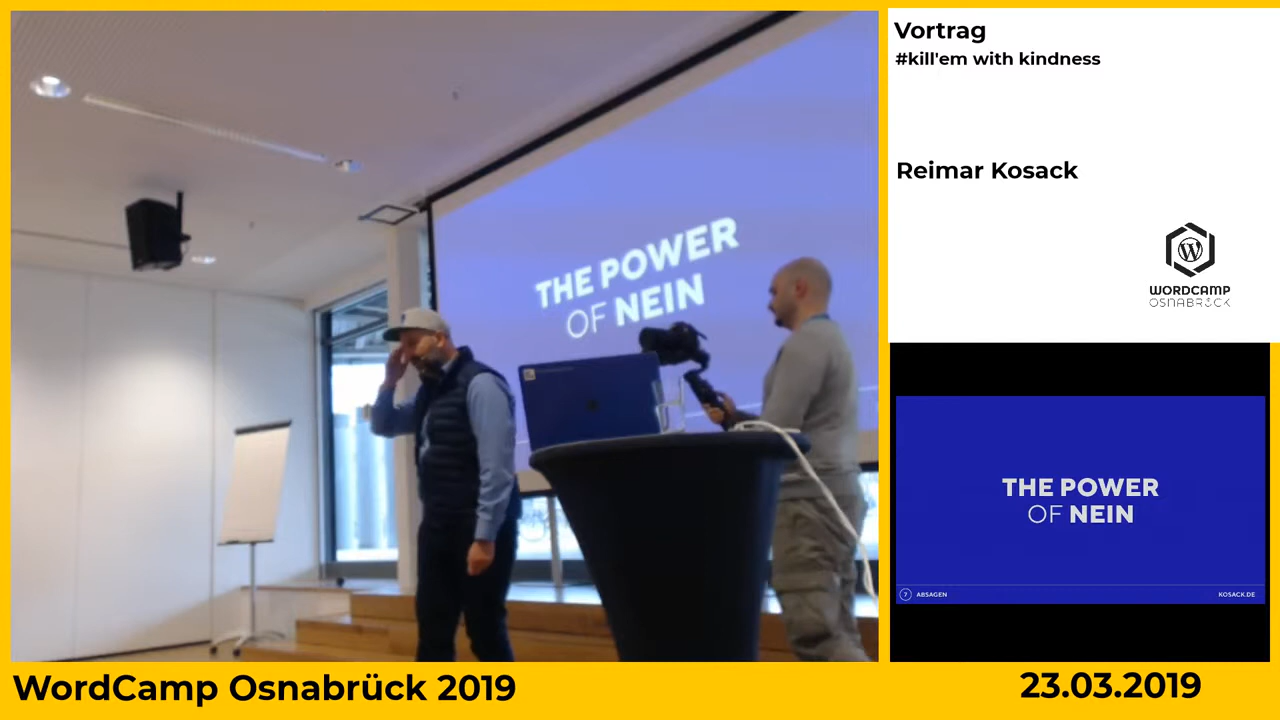 Vortrag
#kill'em with kindness
Reimar Kosack
WORDCAMP
OSNABRÜCK
THE POWER
OF NEIN
THE POWER
OF NEIN
7 ABSAGEN
KOSACK.DE
WordCamp Osnabrück 2019
23.03.2019